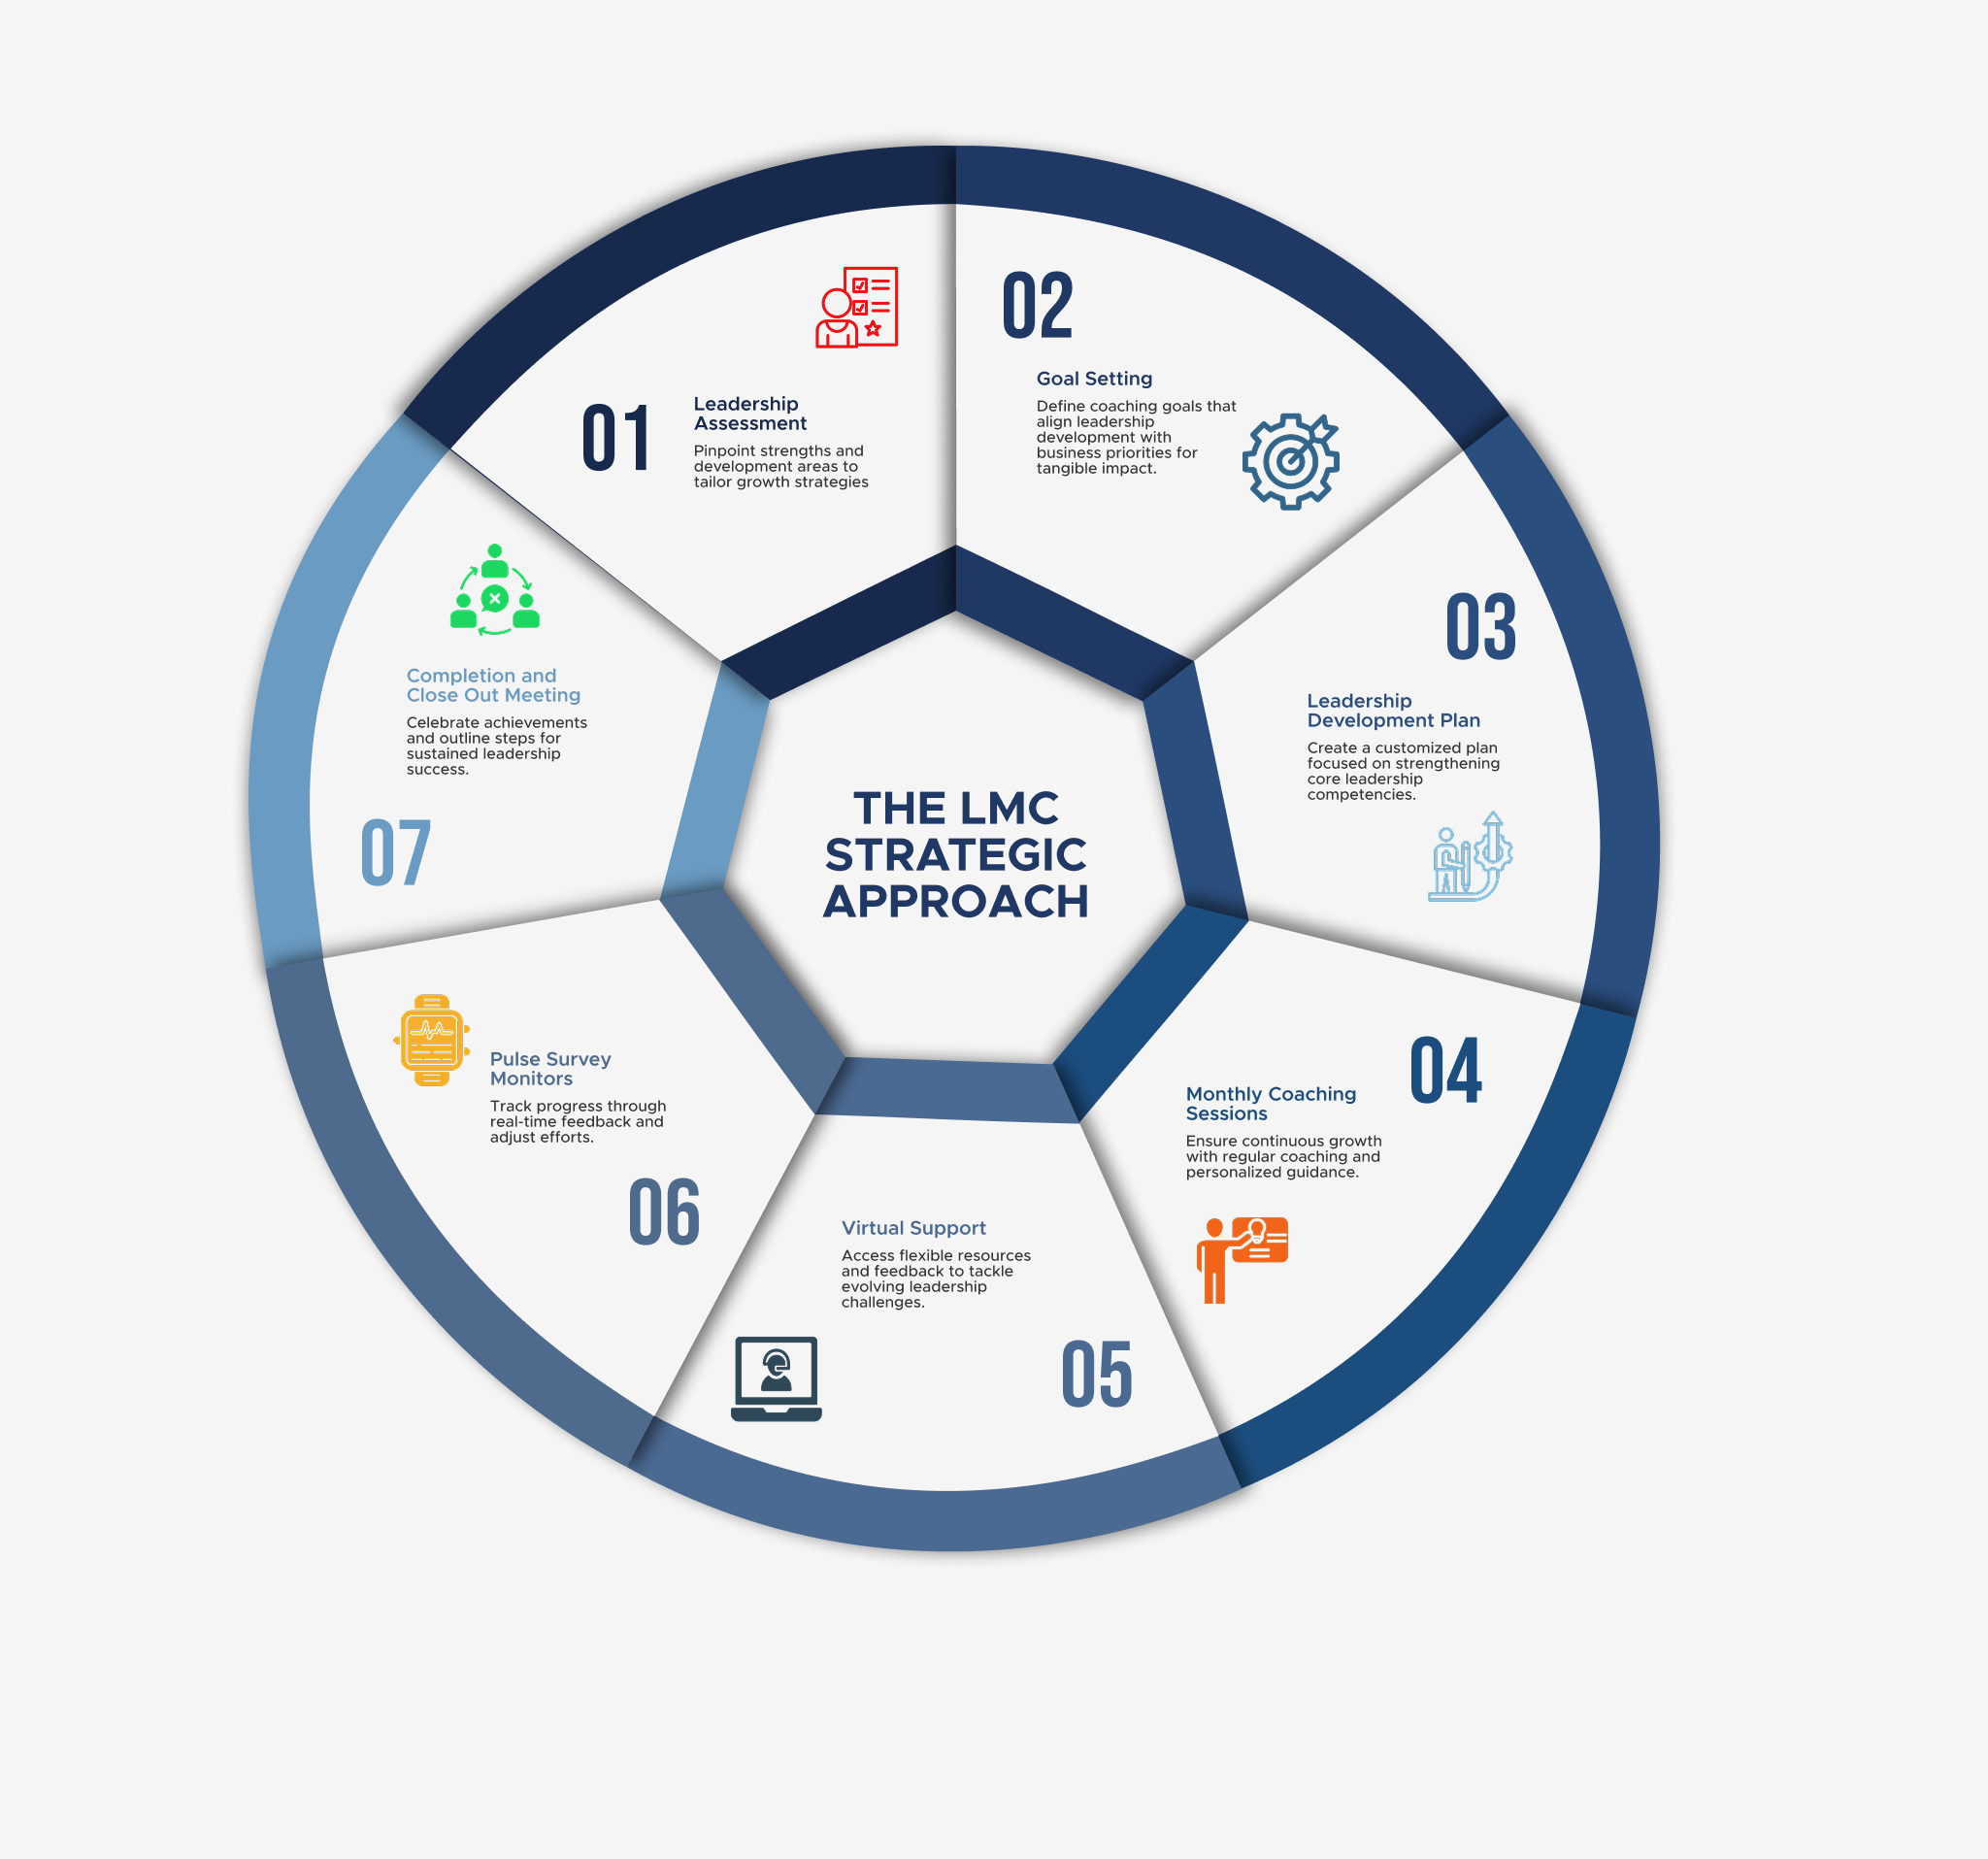 THE LMC
STRATEGIC
APPROACH
01
Leadership
Assessment
Pinpoint strengths and
development areas to
tailor growth strategies
02
Goal Setting
Define coaching goals that
align leadership
development with
business priorities for
tangible impact.
03
Leadership
Development Plan
Create a customized plan
focused on strengthening
core leadership
competencies.
04
Monthly Coaching
Sessions
Ensure continuous growth
with regular coaching and
personalized guidance.
05
Virtual Support
Access flexible resources
and feedback to tackle
evolving leadership
challenges.
06
Pulse Survey
Monitors
Track progress through
real-time feedback and
adjust efforts.
07
Completion and
Close Out Meeting
Celebrate achievements
and outline steps for
sustained leadership
success.